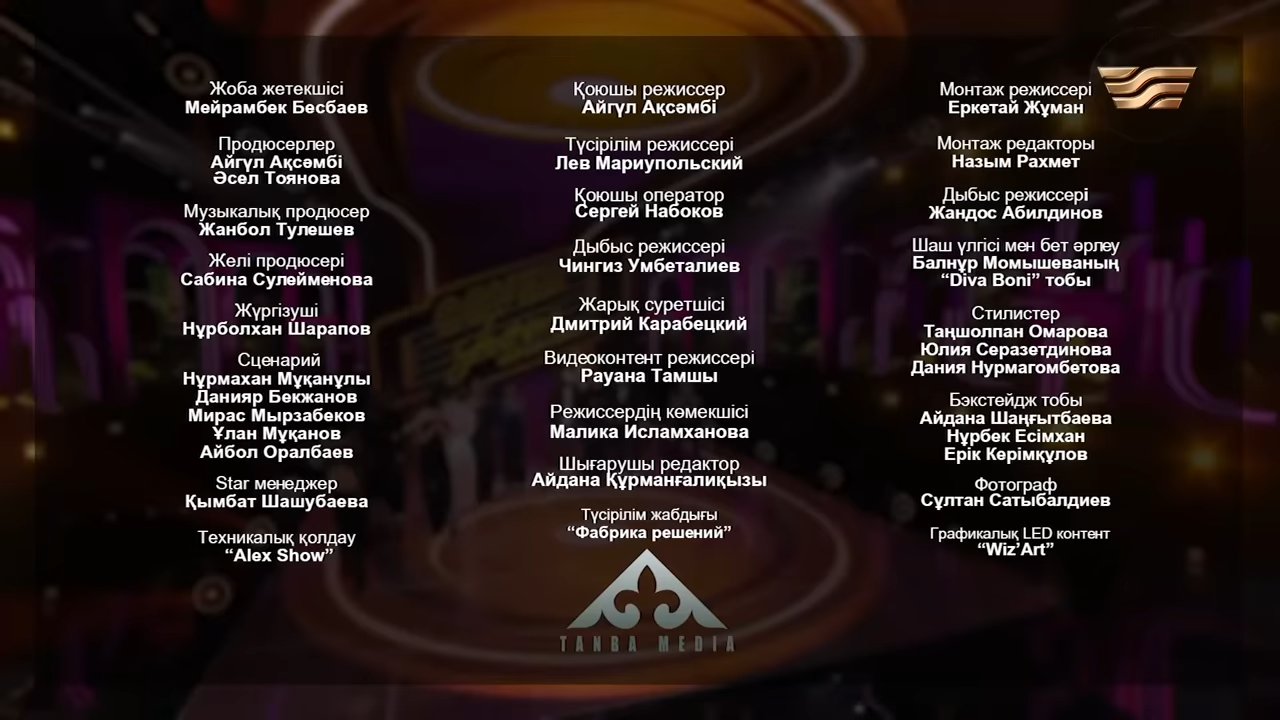 Жоба жетекшісі
Мейрамбек Бесбаев
Продюсерлер
Айгүл Ақсәмбі
Әсел Тоянова
Музыкалық продюсер
Жанбол Тулешев
Желі продюсері
Сабина Сулейменова
Жүргізуші
Нұрболхан Шарапов
Сценарий
Нұрмахан Мұқанұлы
Данияр Бекжанов
Мирас Мырзабеков
Ұлан Мұқанов
Айбол Оралбаев
Star менеджер
Қымбат Шашубаева
Техникалық қолдау
“Alex Show”
Қоюшы режиссер
Айгүл Ақсәмбі
Түсірілім режиссері
Лев Мариупольский
Қоюшы оператор
Сергей Набоков
Дыбыс режиссері
Чингиз Умбеталиев
Жарық суретшісі
Дмитрий Карабецкий
Видеоконтент режиссері
Рауана Тамшы
Режиссердің көмекшісі
Малика Исламханова
Шығарушы редактор
Айдана Құрманғалиқызы
Түсірілім жабдығы
“Фабрика решений”
TANBA MEDIA
Монтаж режиссері
Еркетай Жұман
Монтаж редакторы
Назым Рахмет
Дыбыс режиссері
Жандос Абилдинов
Шаш үлгісі мен бет әрлеу
Балнұр Момышеваның
“Diva Boni” тобы
Стилистер
Таңшолпан Омарова
Юлия Серазетдинова
Дания Нурмагомбетова
Бэкстейдж тобы
Айдана Шаңғытбаева
Нұрбек Есімхан
Ерік Керімқұлов
Фотограф
Сұлтан Сатыбалдиев
Графикалық LED контент
“Wiz’Art”